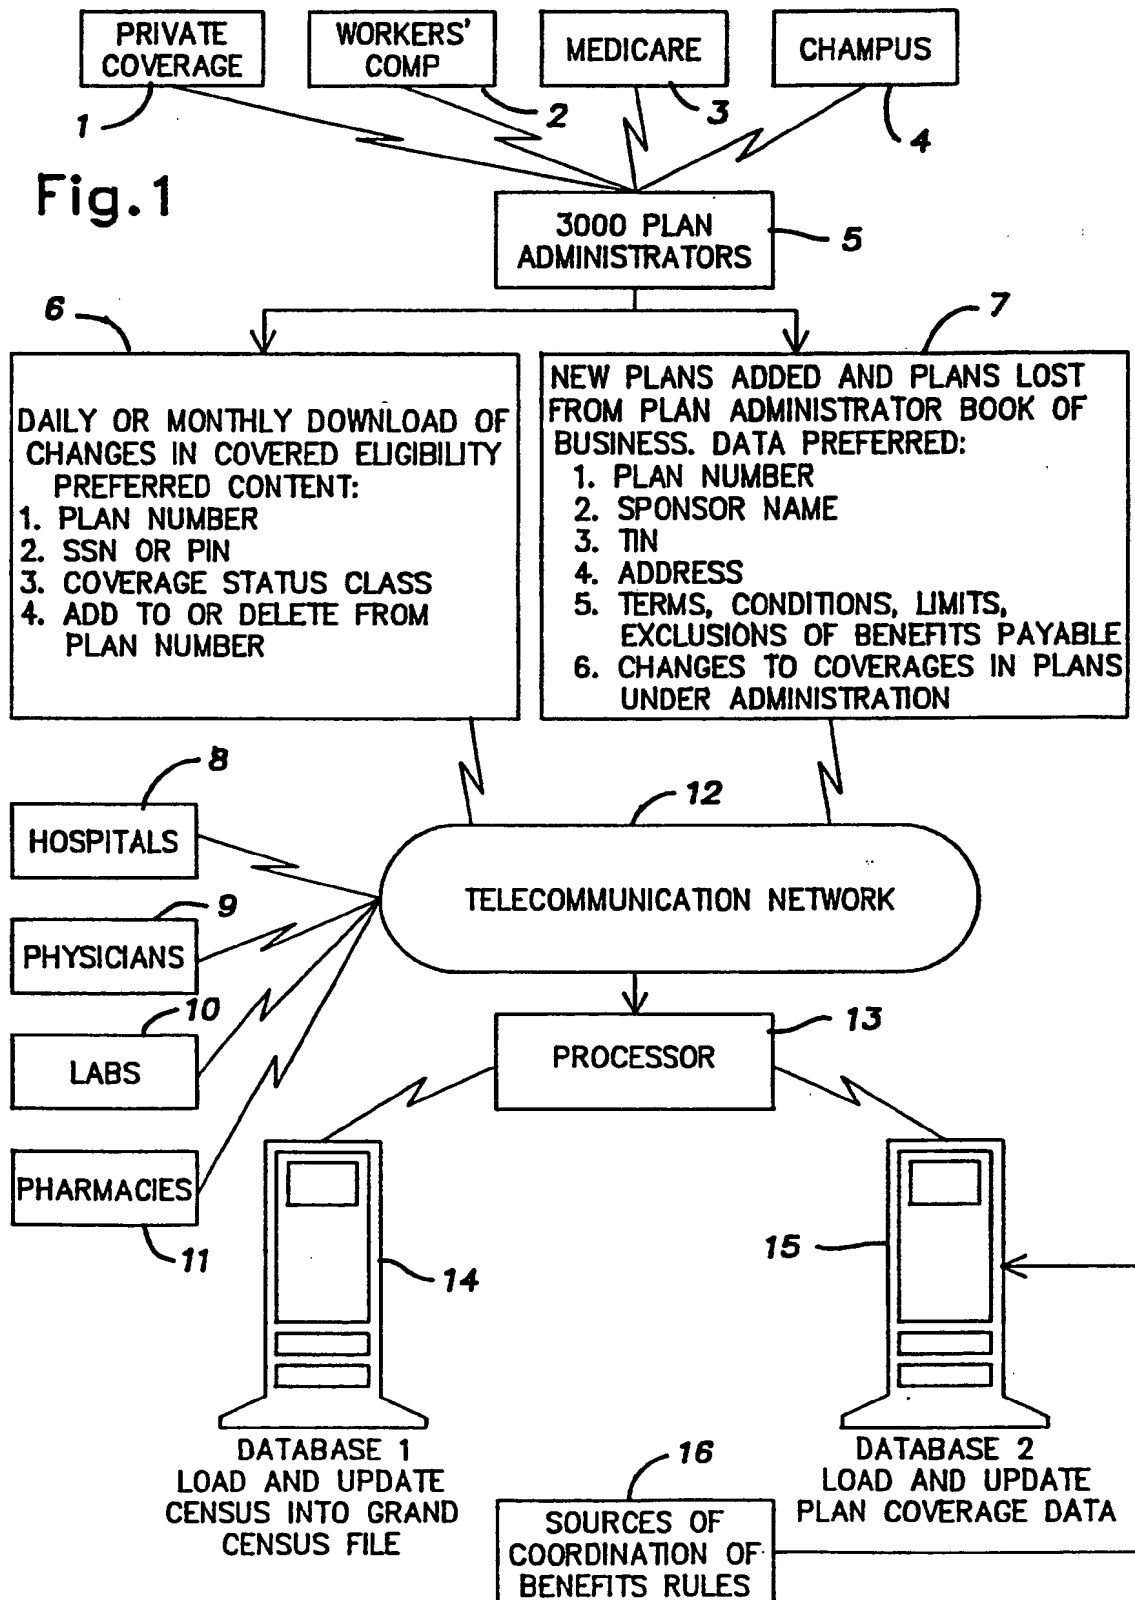 PRIVATE
COVERAGE
WORKERS'
COMP
MEDICARE
CHAMPUS
1
2
3
4
Fig.1
3000 PLAN
ADMINISTRATORS
5
6
7
DAILY OR MONTHLY DOWNLOAD OF
CHANGES IN COVERED ELIGIBILITY
PREFERRED CONTENT:
1. PLAN NUMBER
2. SSN OR PIN
3. COVERAGE STATUS CLASS
4. ADD TO OR DELETE FROM
PLAN NUMBER
NEW PLANS ADDED AND PLANS LOST
FROM PLAN ADMINISTRATOR BOOK OF
BUSINESS. DATA PREFERRED:
1. PLAN NUMBER
2. SPONSOR NAME
3. TIN
4. ADDRESS
5. TERMS, CONDITIONS, LIMITS,
EXCLUSIONS OF BENEFITS PAYABLE
6. CHANGES TO COVERAGES IN PLANS
UNDER ADMINISTRATION
8
HOSPITALS
12
TELECOMMUNICATION NETWORK
9
PHYSICIANS
10
LABS
13
PROCESSOR
PHARMACIES
11
14
15
DATABASE 1
LOAD AND UPDATE
CENSUS INTO GRAND
CENSUS FILE
DATABASE 2
LOAD AND UPDATE
PLAN COVERAGE DATA
16
SOURCES OF
COORDINATION OF
BENEFITS RULES